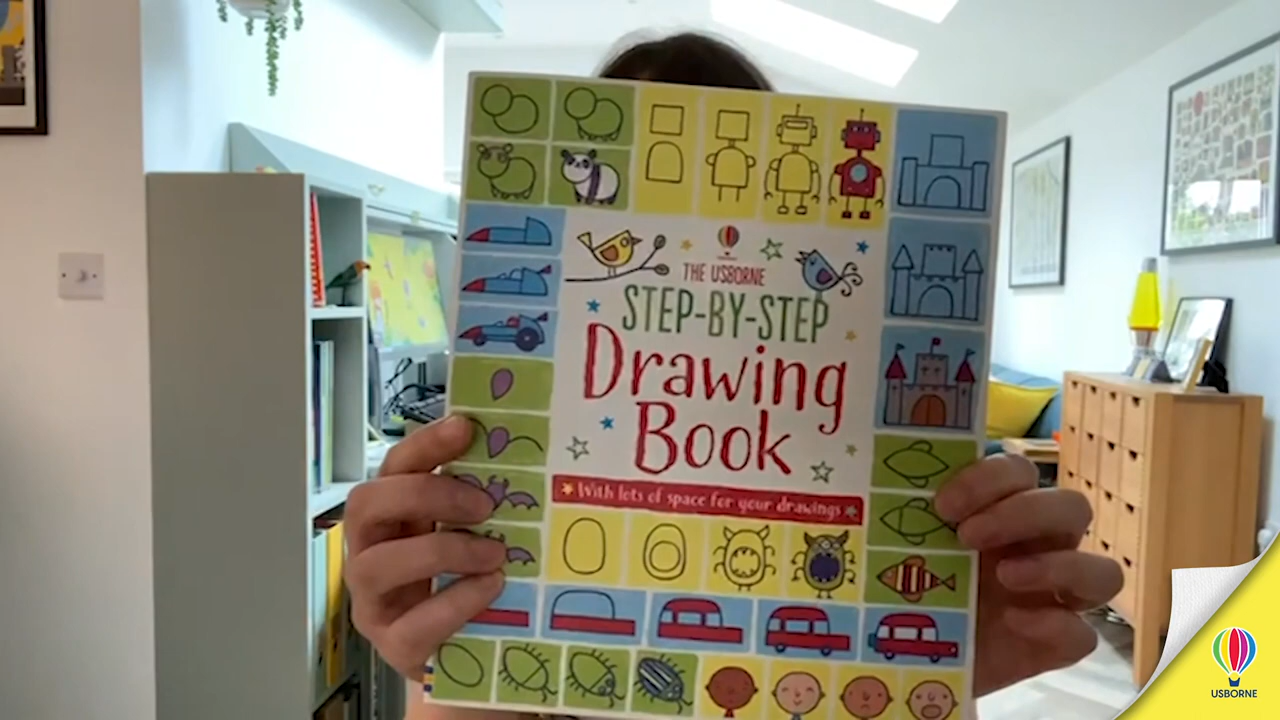 THE USBORNE
STEP-BY-STEP
Drawing
Book
With lots of space for your drawings
USBORNE